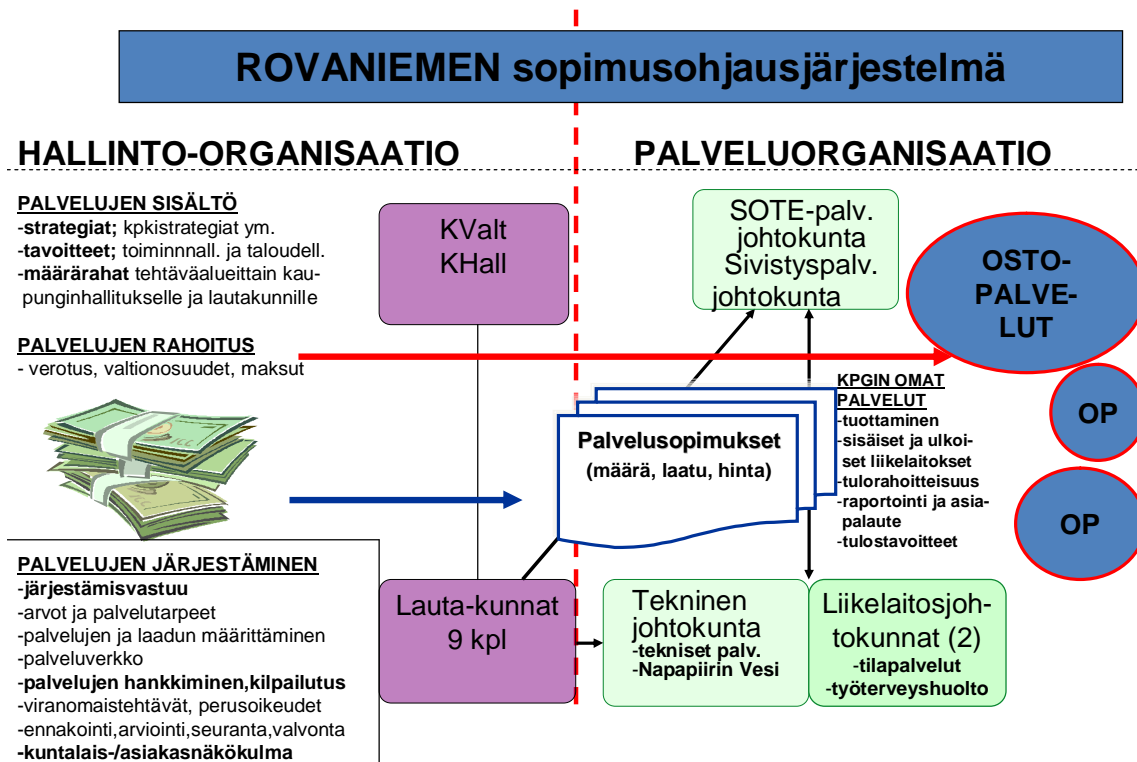 ROVANIEMEN sopimusohjausjärjestelmä
HALLINTO-ORGANISAATIO
PALVELUORGANISAATIO
PALVELUJEN SISÄLTÖ
-strategiat; kpkistrategiat ym.
-tavoitteet; toiminnnall. ja taloudell.
-määrärahat tehtäväalueittain kau-
punginhallitukselle ja lautakunnille
PALVELUJEN RAHOITUS
- verotus, valtionosuudet, maksut
KValt
KHall
SOTE-palv.
johtokunta
Sivistyspalv.
johtokunta
OSTO-
PALVE-
LUT
OP
OP
Palvelusopimukset
(määrä, laatu, hinta)
KPGIN OMAT
PALVELUT
-tuottaminen
-sisäiset ja ulkoi-
set liikelaitokset
-tulorahoitteisuus
-raportointi ja asia-
palaute
-tulostavoitteet
PALVELUJEN JÄRJESTÄMINEN
-järjestämisvastuu
-arvot ja palvelutarpeet
-palvelujen ja laadun määrittäminen
-palveluverkko
-palvelujen hankkiminen,kilpailutus
-viranomaistehtävät, perusoikeudet
-ennakointi,arviointi,seuranta,valvonta
-kuntalais-/asiakasnäkökulma
Lauta-kunnat
9 kpl
Tekninen
johtokunta
-tekniset palv.
-Napapiirin Vesi
Liikelaitosjoh-
tokunnat (2)
-tilapalvelut
-työterveyshuolto